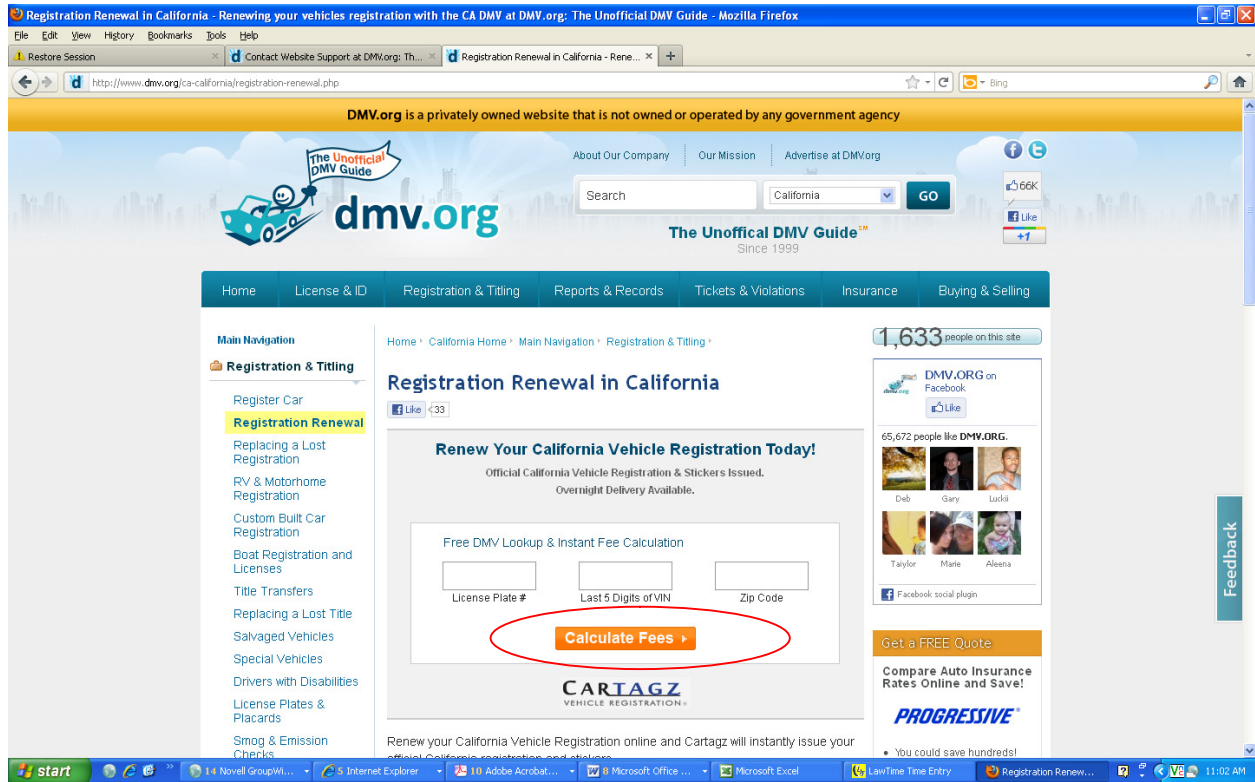 Registration Renewal in California - Renewing your vehicles registration with the CA DMV at DMV.org: The Unofficial DMV Guide - Mozilla Firefox
File Edit View History Bookmarks Tools Help
Restore Session
Contact Website Support at DMV.org: Th...
Registration Renewal in California - Rene...
http://www.dmv.org/ca-california/registration-renewal.php
Bing
DMV.org is a privately owned website that is not owned or operated by any government agency
The Unofficial
DMV Guide
dmv.org
About Our Company
Our Mission
Advertise at DMV.org
Search
California
GO
The Unoffical DMV Guide℠
Since 1999
66K
Like
+1
Home
License & ID
Registration & Titling
Reports & Records
Tickets & Violations
Insurance
Buying & Selling
Main Navigation
Registration & Titling
Register Car
Registration Renewal
Replacing a Lost
Registration
RV & Motorhome
Registration
Custom Built Car
Registration
Boat Registration and
Licenses
Title Transfers
Replacing a Lost Title
Salvaged Vehicles
Special Vehicles
Drivers with Disabilities
License Plates &
Placards
Smog & Emission
Checks
Home California Home Main Navigation Registration & Titling
Registration Renewal in California
Like 33
Renew Your California Vehicle Registration Today!
Official California Vehicle Registration & Stickers Issued.
Overnight Delivery Available.
Free DMV Lookup & Instant Fee Calculation
License Plate #
Last 5 Digits of VIN
Zip Code
Calculate Fees
CARTAGZ
VEHICLE REGISTRATION
Renew your California Vehicle Registration online and Cartagz will instantly issue your
official California registration and stickers
1,633 people on this site
DMV.ORG on
Facebook
Like
65,672 people like DMV.ORG.
Deb Gary Luckii
Taiylor Marie Aleena
Facebook social plugin
Get a FREE Quote
Compare Auto Insurance
Rates Online and Save!
PROGRESSIVE
• You could save hundreds!
Feedback
start
14 Novell GroupWi...
5 Internet Explorer
10 Adobe Acrobat...
8 Microsoft Office ...
Microsoft Excel
LawTime Time Entry
Registration Renew...
11:02 AM